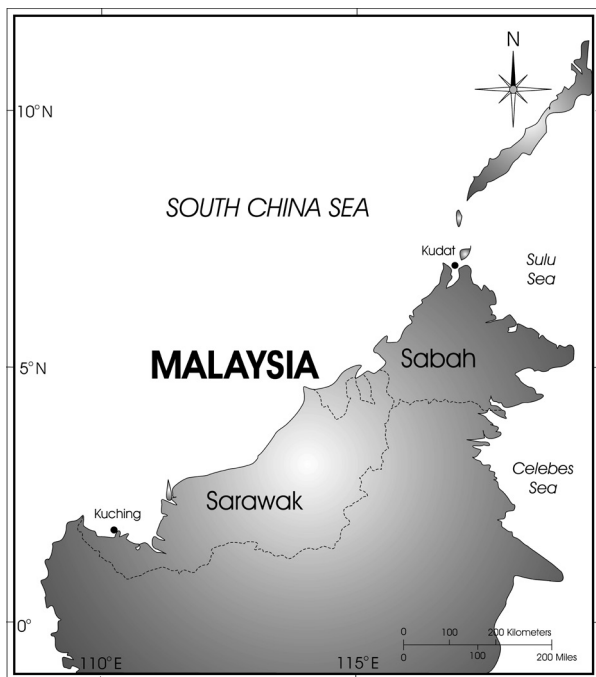 N
10°N
SOUTH CHINA SEA
Kudat
Sulu
Sea
Sabah
MALAYSIA
5°N
Celebes
Sea
Sarawak
Kuching
0°
0 100 200 Kilometers
0 100 200 Miles
110°E
115°E